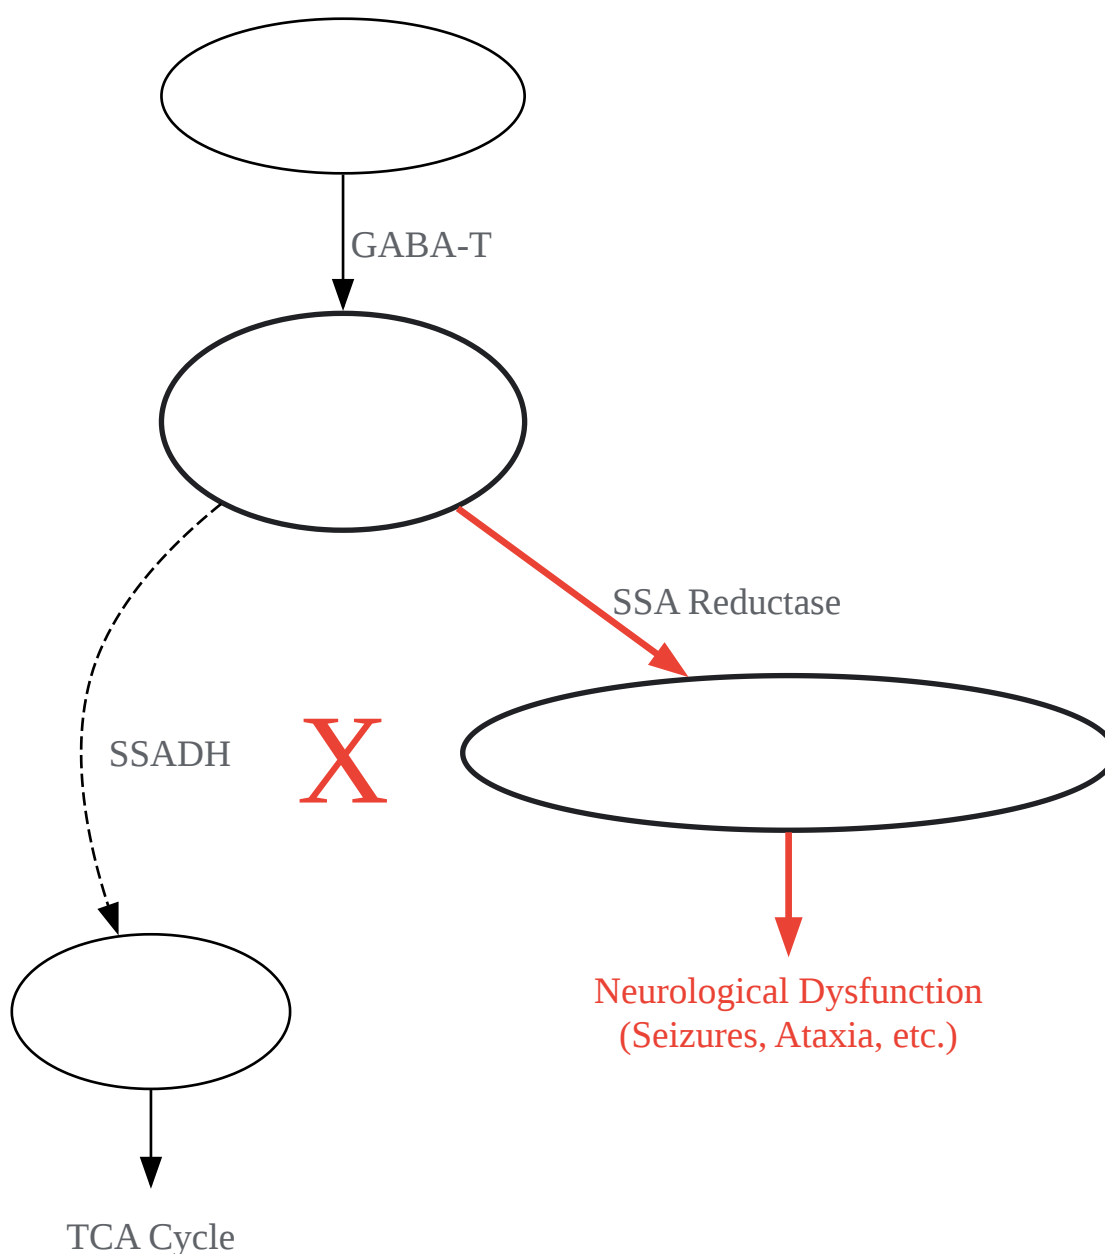 GABA-T
SSA Reductase
SSADH
X
Neurological Dysfunction
(Seizures, Ataxia, etc.)
TCA Cycle